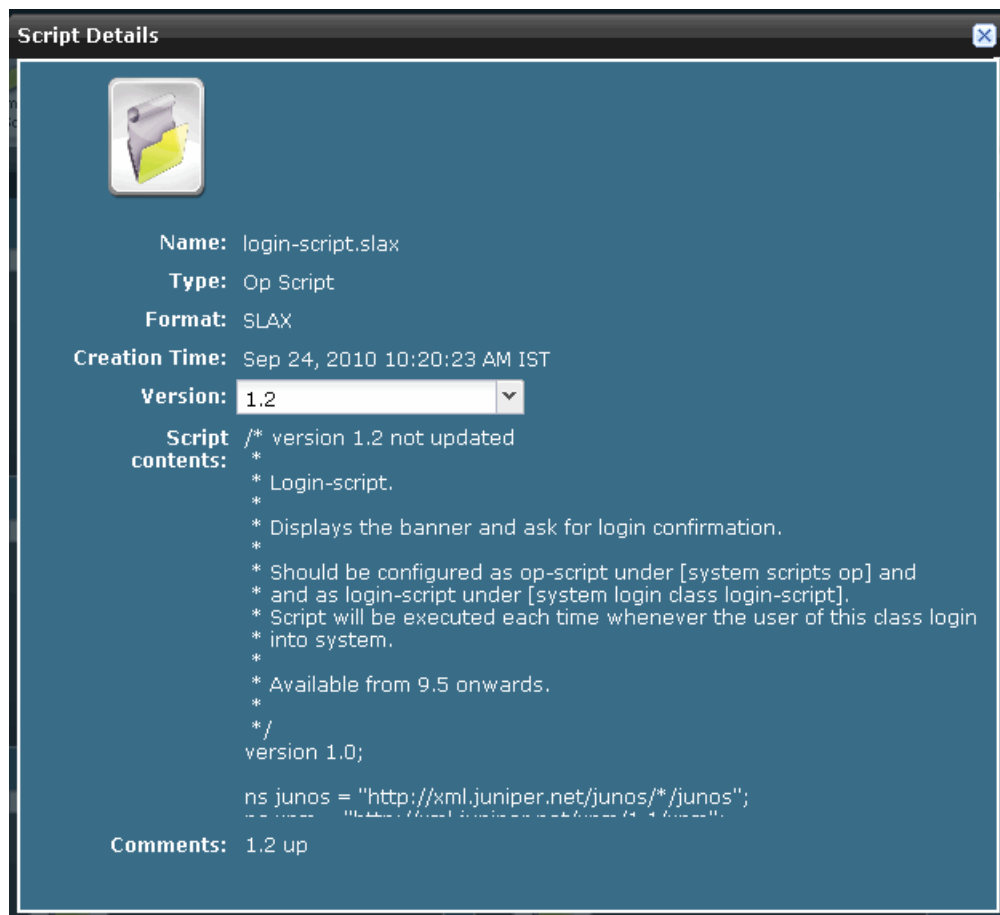 Script Details
Name: login-script.slax
Type: Op Script
Format: SLAX
Creation Time: Sep 24, 2010 10:20:23 AM IST
Version: 1.2
Script contents: /* version 1.2 not updated
*
* Login-script.
*
* Displays the banner and ask for login confirmation.
*
* Should be configured as op-script under [system scripts op] and
* and as login-script under [system login class login-script].
* Script will be executed each time whenever the user of this class login
* into system.
*
* Available from 9.5 onwards.
*
*/
version 1.0;
ns junos = "http://xml.juniper.net/junos/*/junos";
Comments: 1.2 up